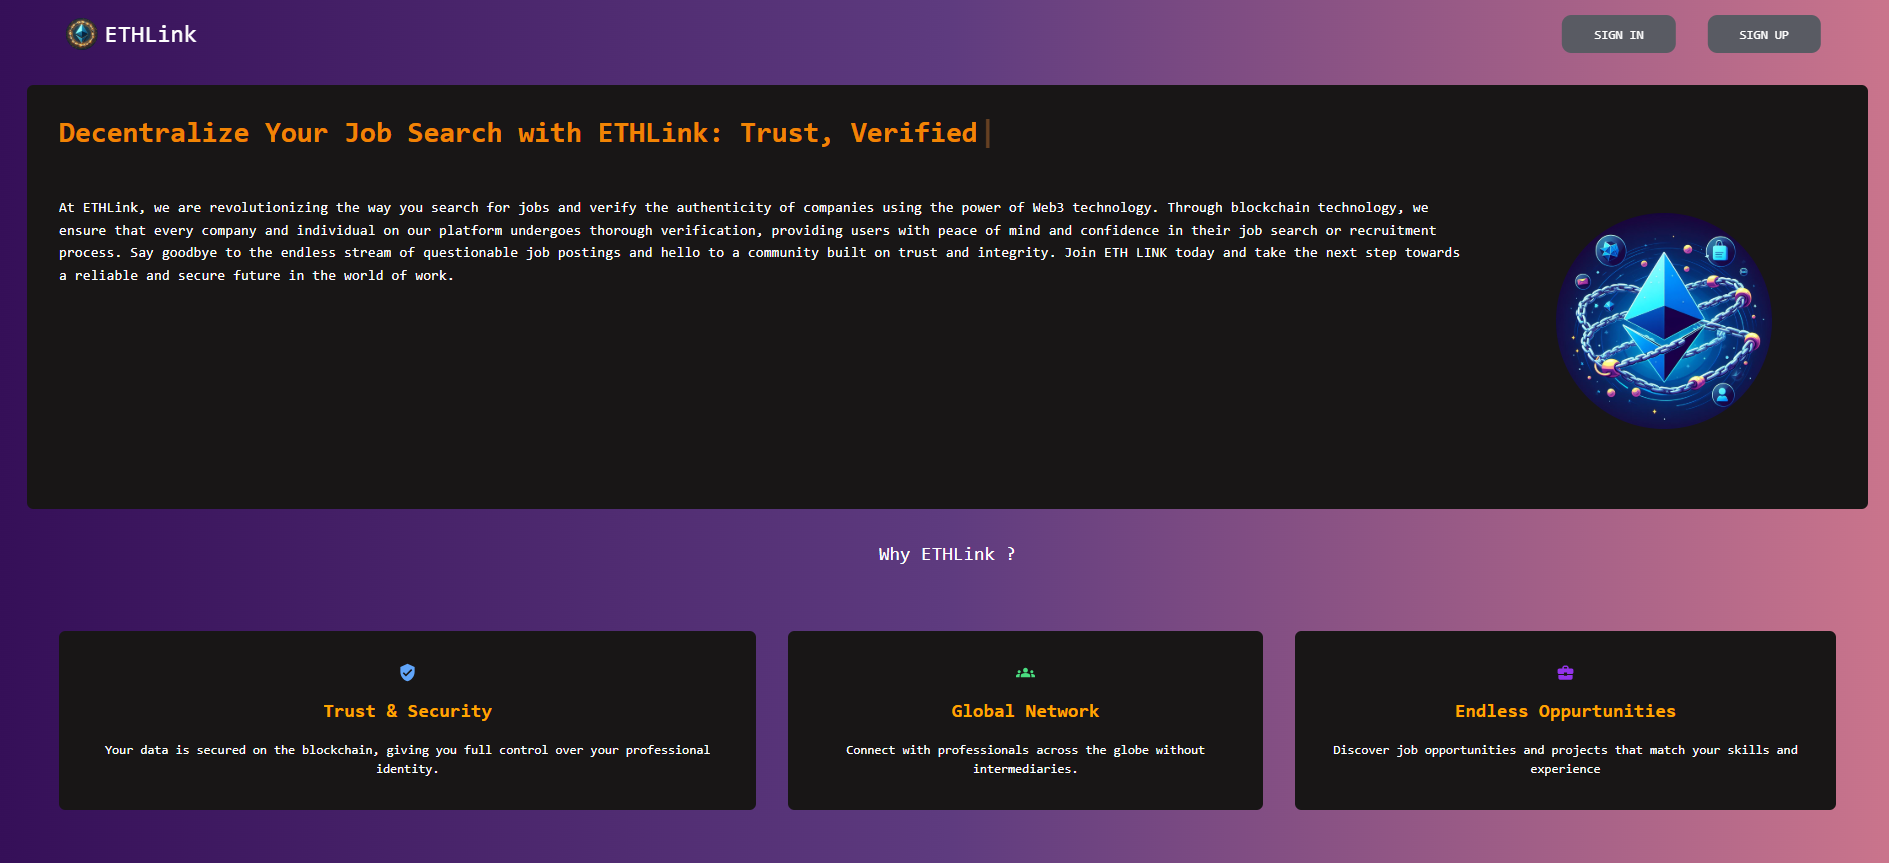 ETHLink
SIGN IN
SIGN UP
Decentralize Your Job Search with ETHLink: Trust, Verified
At ETHLink, we are revolutionizing the way you search for jobs and verify the authenticity of companies using the power of Web3 technology. Through blockchain technology, we
ensure that every company and individual on our platform undergoes thorough verification, providing users with peace of mind and confidence in their job search or recruitment
process. Say goodbye to the endless stream of questionable job postings and hello to a community built on trust and integrity. Join ETH LINK today and take the next step towards
a reliable and secure future in the world of work.
Why ETHLink ?
Trust & Security
Your data is secured on the blockchain, giving you full control over your professional
identity.
Global Network
Connect with professionals across the globe without
intermediaries.
Endless Oppurtunities
Discover job opportunities and projects that match your skills and
experience